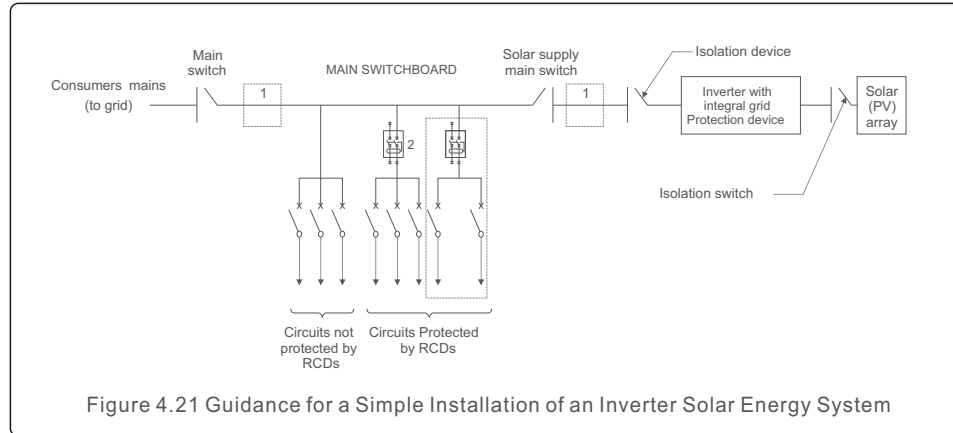 Main
switch
Consumers mains
(to grid)
1
MAIN SWITCHBOARD
Solar supply
main switch
1
Isolation device
Inverter with
integral grid
Protection device
Solar
(PV)
array
2
Isolation switch
Circuits not
protected by
RCDs
Circuits Protected
by RCDs
Figure 4.21 Guidance for a Simple Installation of an Inverter Solar Energy System